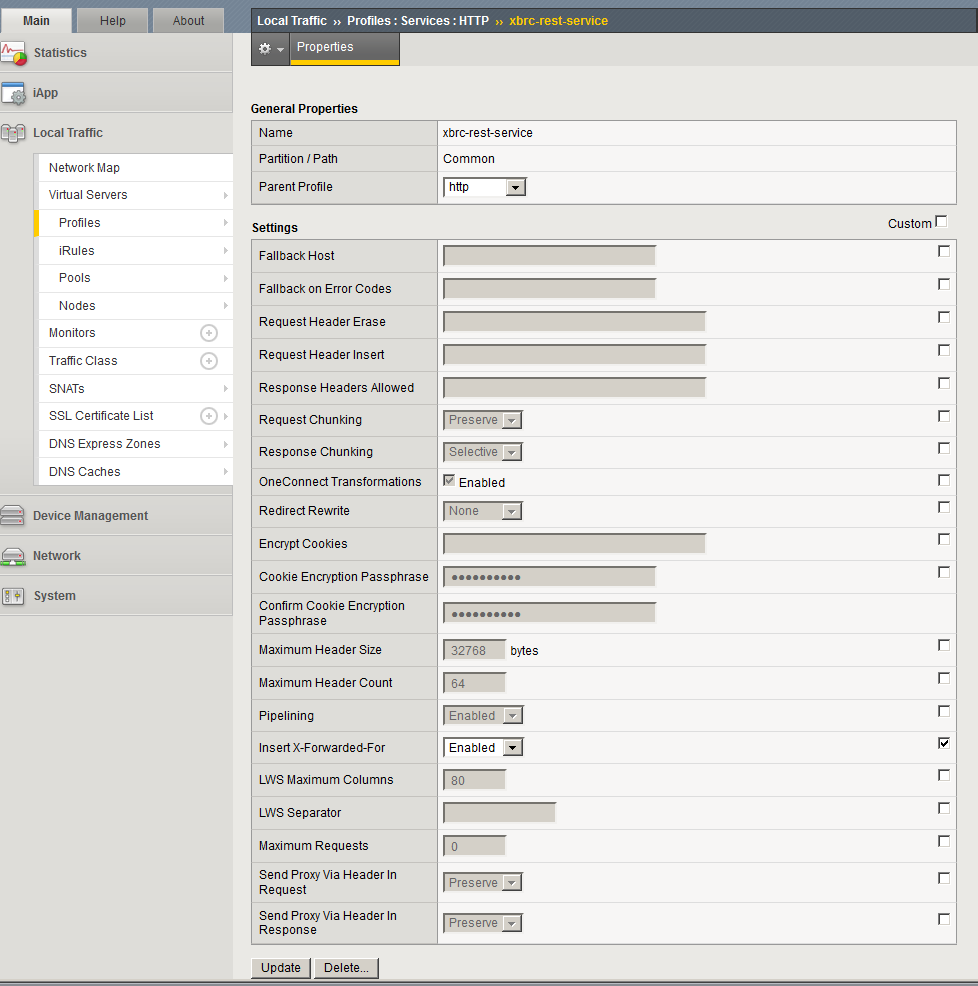 Main
Help
About
Local Traffic ›› Profiles : Services : HTTP ›› xbrc-rest-service
Properties
Statistics
iApp
Local Traffic
Network Map
Virtual Servers
Profiles
iRules
Pools
Nodes
Monitors
Traffic Class
SNATs
SSL Certificate List
DNS Express Zones
DNS Caches
Device Management
Network
System
General Properties
Name xbrc-rest-service
Partition / Path Common
Parent Profile http
Settings Custom
Fallback Host
Fallback on Error Codes
Request Header Erase
Request Header Insert
Response Headers Allowed
Request Chunking Preserve
Response Chunking Selective
OneConnect Transformations Enabled
Redirect Rewrite None
Encrypt Cookies
Cookie Encryption Passphrase ●●●●●●●●●●
Confirm Cookie Encryption
Passphrase ●●●●●●●●●●
Maximum Header Size 32768 bytes
Maximum Header Count 64
Pipelining Enabled
Insert X-Forwarded-For Enabled
LWS Maximum Columns 80
LWS Separator
Maximum Requests 0
Send Proxy Via Header In
Request Preserve
Send Proxy Via Header In
Response Preserve
Update Delete...